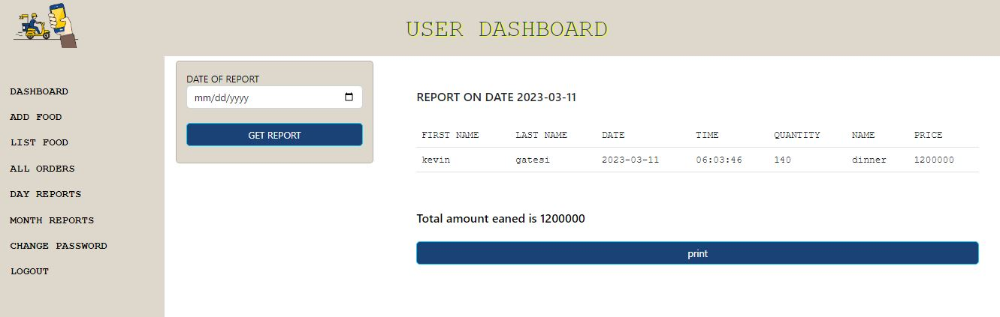 USER DASHBOARD
DASHBOARD
ADD FOOD
LIST FOOD
ALL ORDERS
DAY REPORTS
MONTH REPORTS
CHANGE PASSWORD
LOGOUT
DATE OF REPORT
mm/dd/yyyy
GET REPORT
REPORT ON DATE 2023-03-11
FIRST NAME LAST NAME DATE TIME QUANTITY NAME PRICE
kevin gatesi 2023-03-11 06:03:46 140 dinner 1200000
Total amount eaned is 1200000
print